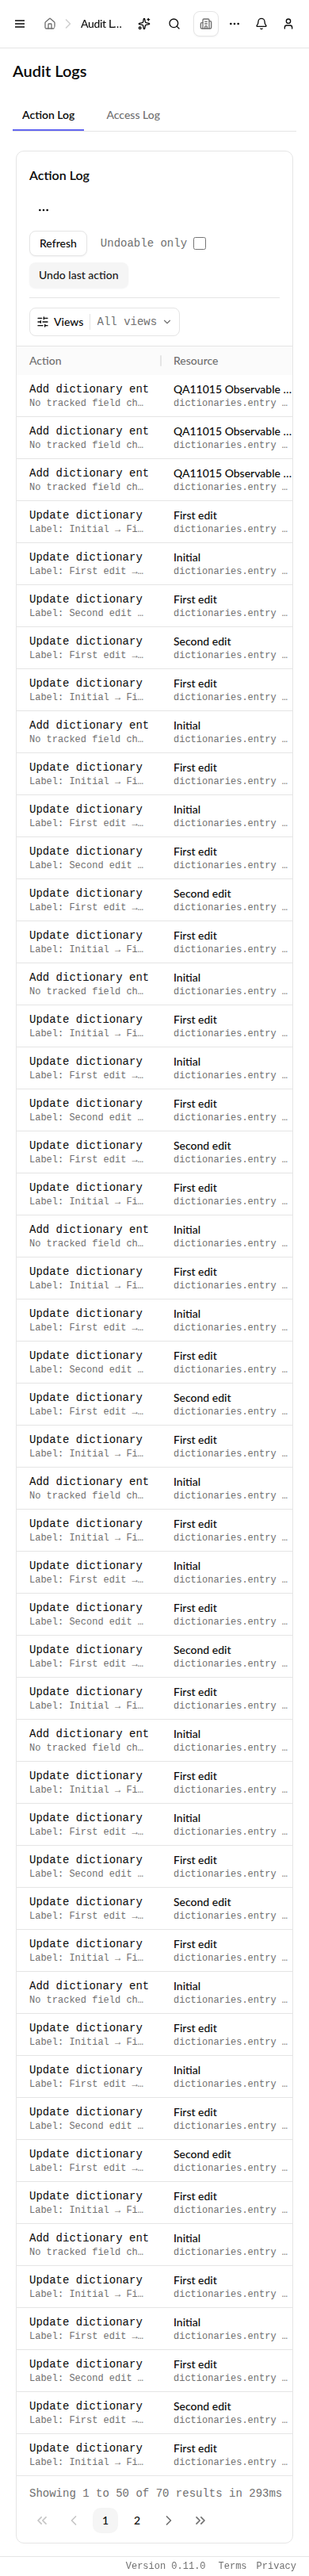 Audit L...
Audit Logs
Action Log
Access Log
Action Log
...
Refresh
Undoable only
Undo last action
Views
All views
Action
Resource
Add dictionary ent
QA11015 Observable ...
No tracked field ch…
dictionaries.entry …
Add dictionary ent
QA11015 Observable ...
No tracked field ch…
dictionaries.entry …
Add dictionary ent
QA11015 Observable ...
No tracked field ch…
dictionaries.entry …
Update dictionary
First edit
Label: Initial → Fi…
dictionaries.entry …
Update dictionary
Initial
Label: First edit →…
dictionaries.entry …
Update dictionary
First edit
Label: Second edit …
dictionaries.entry …
Update dictionary
Second edit
Label: First edit →…
dictionaries.entry …
Update dictionary
First edit
Label: Initial → Fi…
dictionaries.entry …
Add dictionary ent
Initial
No tracked field ch…
dictionaries.entry …
Update dictionary
First edit
Label: Initial → Fi…
dictionaries.entry …
Update dictionary
Initial
Label: First edit →…
dictionaries.entry …
Update dictionary
First edit
Label: Second edit …
dictionaries.entry …
Update dictionary
Second edit
Label: First edit →…
dictionaries.entry …
Update dictionary
First edit
Label: Initial → Fi…
dictionaries.entry …
Add dictionary ent
Initial
No tracked field ch…
dictionaries.entry …
Update dictionary
First edit
Label: Initial → Fi…
dictionaries.entry …
Update dictionary
Initial
Label: First edit →…
dictionaries.entry …
Update dictionary
First edit
Label: Second edit …
dictionaries.entry …
Update dictionary
Second edit
Label: First edit →…
dictionaries.entry …
Update dictionary
First edit
Label: Initial → Fi…
dictionaries.entry …
Add dictionary ent
Initial
No tracked field ch…
dictionaries.entry …
Update dictionary
First edit
Label: Initial → Fi…
dictionaries.entry …
Update dictionary
Initial
Label: First edit →…
dictionaries.entry …
Update dictionary
First edit
Label: Second edit …
dictionaries.entry …
Update dictionary
Second edit
Label: First edit →…
dictionaries.entry …
Update dictionary
First edit
Label: Initial → Fi…
dictionaries.entry …
Add dictionary ent
Initial
No tracked field ch…
dictionaries.entry …
Update dictionary
First edit
Label: Initial → Fi…
dictionaries.entry …
Update dictionary
Initial
Label: First edit →…
dictionaries.entry …
Update dictionary
First edit
Label: Second edit …
dictionaries.entry …
Update dictionary
Second edit
Label: First edit →…
dictionaries.entry …
Update dictionary
First edit
Label: Initial → Fi…
dictionaries.entry …
Add dictionary ent
Initial
No tracked field ch…
dictionaries.entry …
Update dictionary
First edit
Label: Initial → Fi…
dictionaries.entry …
Update dictionary
Initial
Label: First edit →…
dictionaries.entry …
Update dictionary
First edit
Label: Second edit …
dictionaries.entry …
Update dictionary
Second edit
Label: First edit →…
dictionaries.entry …
Update dictionary
First edit
Label: Initial → Fi…
dictionaries.entry …
Add dictionary ent
Initial
No tracked field ch…
dictionaries.entry …
Update dictionary
First edit
Label: Initial → Fi…
dictionaries.entry …
Update dictionary
Initial
Label: First edit →…
dictionaries.entry …
Update dictionary
First edit
Label: Second edit …
dictionaries.entry …
Update dictionary
Second edit
Label: First edit →…
dictionaries.entry …
Update dictionary
First edit
Label: Initial → Fi…
dictionaries.entry …
Add dictionary ent
Initial
No tracked field ch…
dictionaries.entry …
Update dictionary
First edit
Label: Initial → Fi…
dictionaries.entry …
Update dictionary
Initial
Label: First edit →…
dictionaries.entry …
Update dictionary
First edit
Label: Second edit …
dictionaries.entry …
Update dictionary
Second edit
Label: First edit →…
dictionaries.entry …
Update dictionary
First edit
Label: Initial → Fi…
dictionaries.entry …
Showing 1 to 50 of 70 results in 293ms
1
2
Version 0.11.0
Terms
Privacy